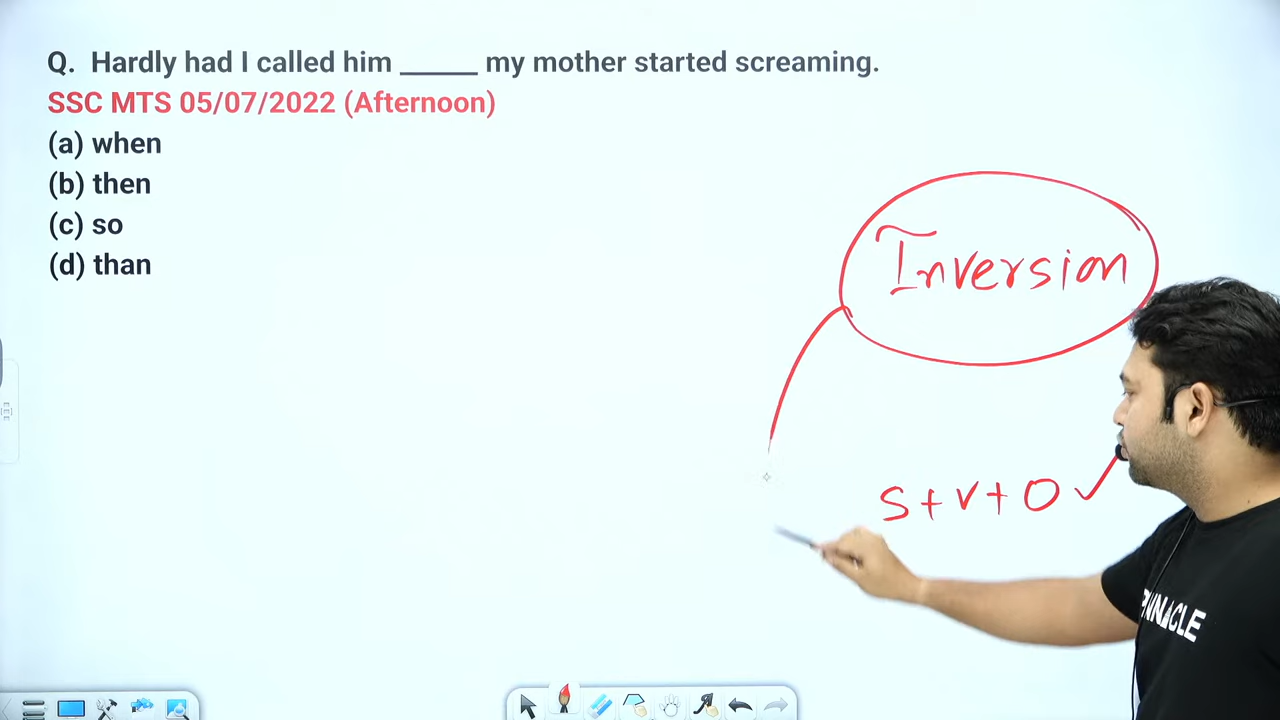 Q. Hardly had I called him ______ my mother started screaming.
SSC MTS 05/07/2022 (Afternoon)
(a) when
(b) then
(c) so
(d) than
Inversion
S+V+O ✓
PINNACLE